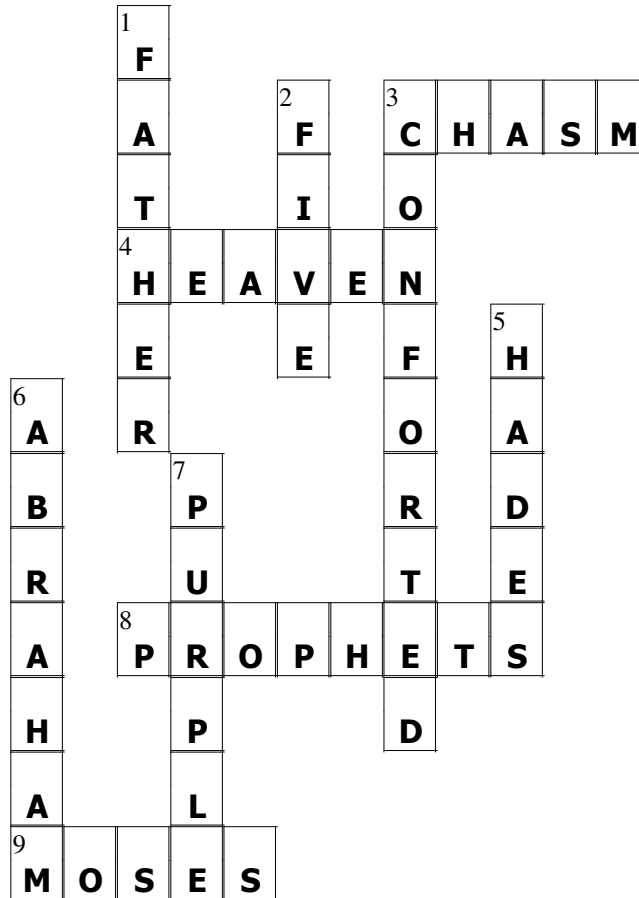 1
F
2 3
A F C H A S M
T I O
4
H E A V E N
5
E E F H
6
A R O A
7
B P R D
R U T E
8
A P R O P H E T S
H P D
A L
9
M O S E S